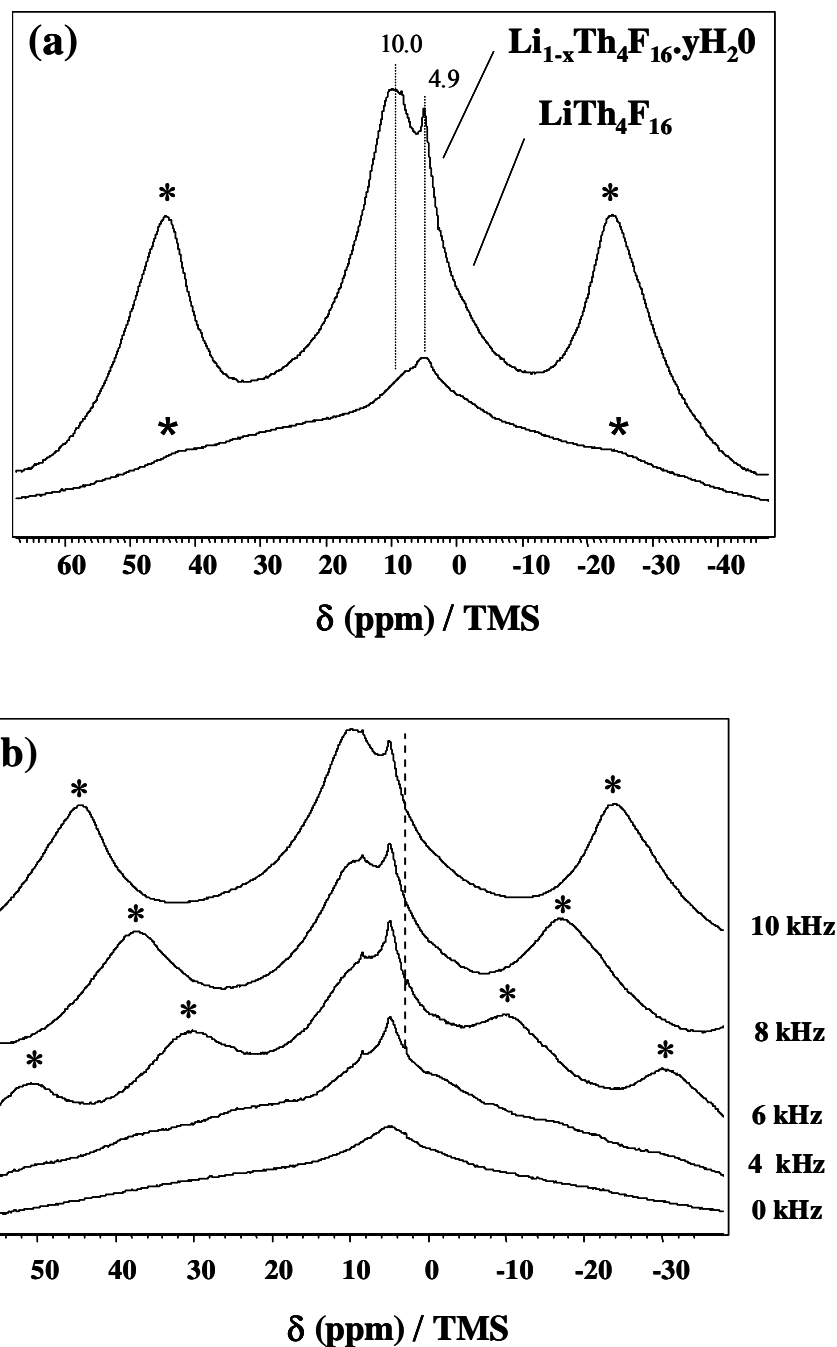 (a)
10.0
4.9
Li1-xTh4F16.yH20
LiTh4F16
*
*
*
*
60 50 40 30 20 10 0 -10 -20 -30 -40
δ (ppm) / TMS
b)
*
*
*
*
*
*
*
*
10 kHz
8 kHz
6 kHz
4 kHz
0 kHz
50 40 30 20 10 0 -10 -20 -30
δ (ppm) / TMS